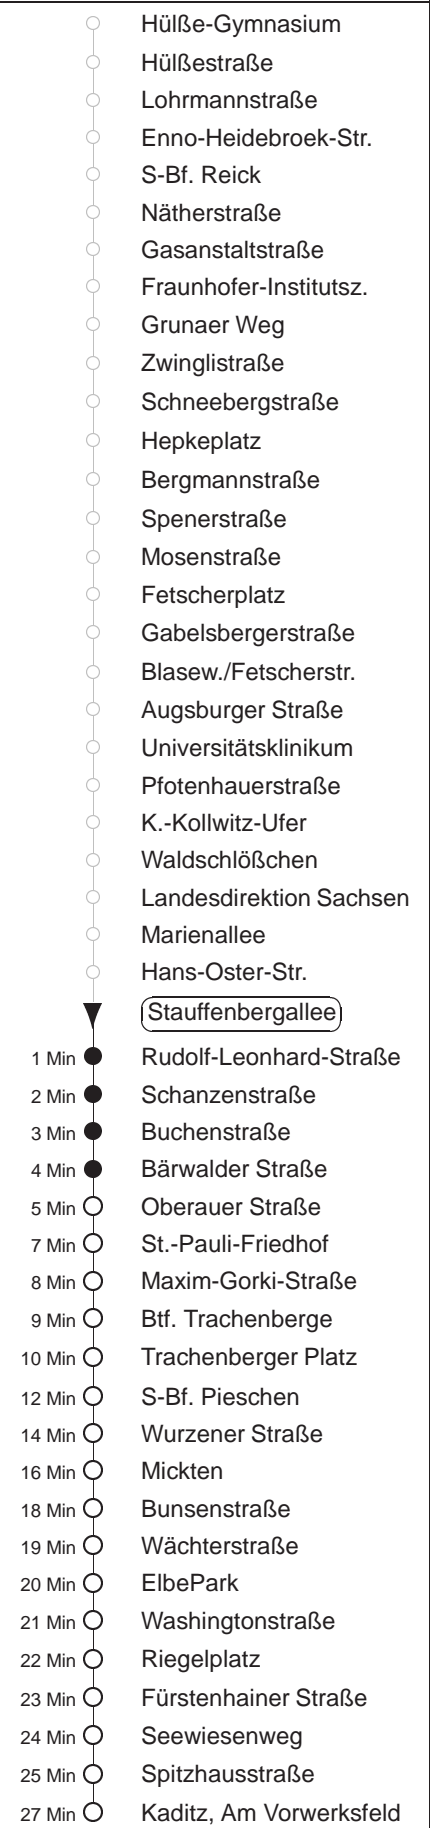 Hülße-Gymnasium
Hülßestraße
Lohrmannstraße
Enno-Heidebroek-Str.
S-Bf. Reick
Nätherstraße
Gasanstaltstraße
Fraunhofer-Institutsz.
Grunaer Weg
Zwinglistraße
Schneebergstraße
Hepkeplatz
Bergmannstraße
Spenerstraße
Mosenstraße
Fetscherplatz
Gabelsbergerstraße
Blasew./Fetscherstr.
Augsburger Straße
Universitätsklinikum
Pfotenhauerstraße
K.-Kollwitz-Ufer
Waldschlößchen
Landesdirektion Sachsen
Marienallee
Hans-Oster-Str.
Stauffenbergallee
1 Min Rudolf-Leonhard-Straße
2 Min Schanzenstraße
3 Min Buchenstraße
4 Min Bärwalder Straße
5 Min Oberauer Straße
7 Min St.-Pauli-Friedhof
8 Min Maxim-Gorki-Straße
9 Min Btf. Trachenberge
10 Min Trachenberger Platz
12 Min S-Bf. Pieschen
14 Min Wurzener Straße
16 Min Mickten
18 Min Bunsenstraße
19 Min Wächterstraße
20 Min ElbePark
21 Min Washingtonstraße
22 Min Riegelplatz
23 Min Fürstenhainer Straße
24 Min Seewiesenweg
25 Min Spitzhausstraße
27 Min Kaditz, Am Vorwerksfeld